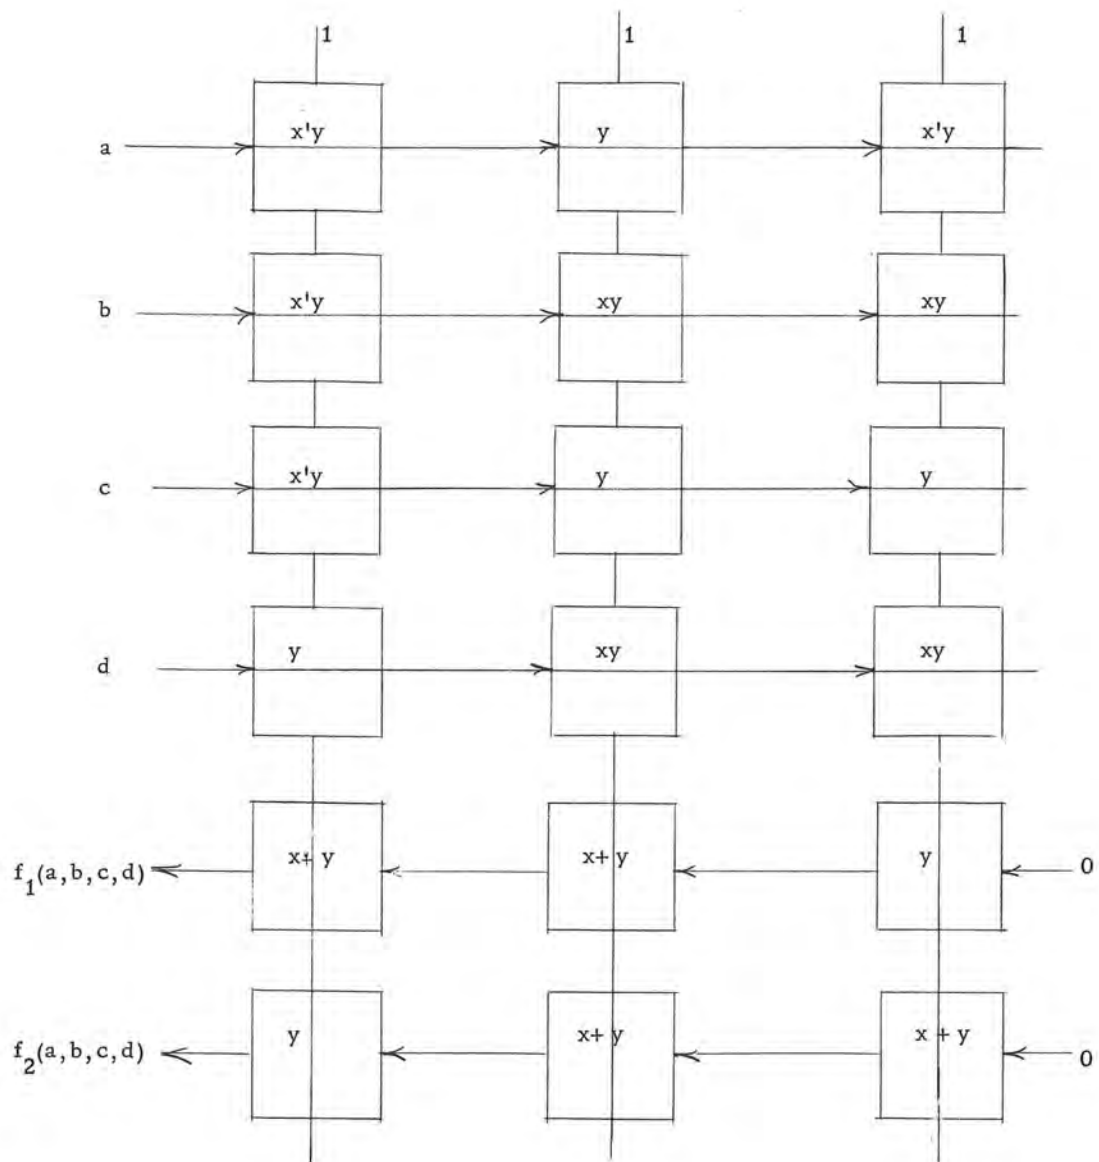 1 1 1
a x'y y x'y
b x'y xy xy
c x'y y y
d y xy xy
f1(a,b,c,d) x+ y x+ y y 0
f2(a,b,c,d) y x+ y x + y 0